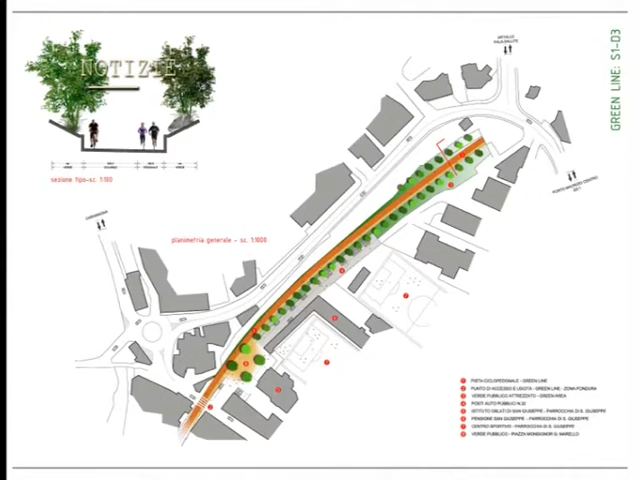 NOTIZIE
GREEN LINE: S1-D3
sezione tipo-sc. 1:100
planimetria generale - sc. 1:1000
PISTA CICLOPEDONALE - GREEN LINE
PUNTO DI ACCESSO E USCITA - GREEN LINE - ZONA FONDURA
VERDE PUBBLICO ATTREZZATO - GREEN AREA
POSTI AUTO PUBBLICI N.22
ISTITUTO OBLATI DI SAN GIUSEPPE - PARROCCHIA DI S. GIUSEPPE
PENSIONE SAN GIUSEPPE - PARROCCHIA DI S. GIUSEPPE
CENTRO SPORTIVO - PARROCCHIA DI S. GIUSEPPE
VERDE PUBBLICO - PIAZZA MONSIGNOR G. MARELLO